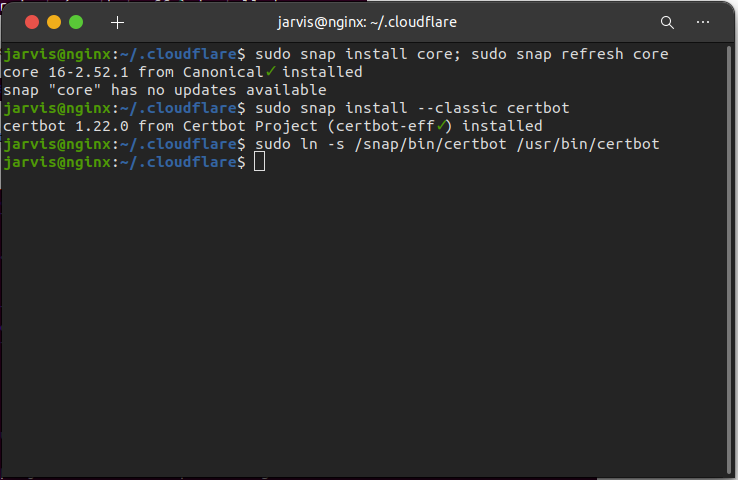 jarvis@nginx: ~/.cloudflare
jarvis@nginx:~/.cloudflare$ sudo snap install core; sudo snap refresh core
core 16-2.52.1 from Canonical✓ installed
snap "core" has no updates available
jarvis@nginx:~/.cloudflare$ sudo snap install --classic certbot
certbot 1.22.0 from Certbot Project (certbot-eff✓) installed
jarvis@nginx:~/.cloudflare$ sudo ln -s /snap/bin/certbot /usr/bin/certbot
jarvis@nginx:~/.cloudflare$